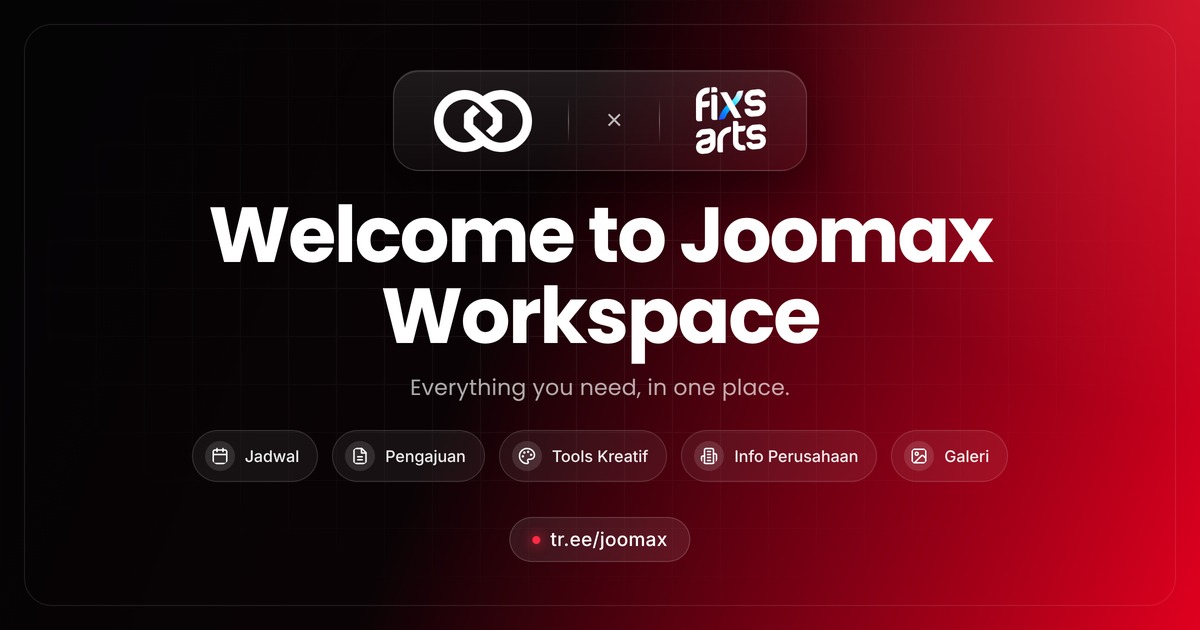 fixs
arts
×
Welcome to Joomax
Workspace
Everything you need, in one place.
Jadwal
Pengajuan
Tools Kreatif
Info Perusahaan
Galeri
tr.ee/joomax